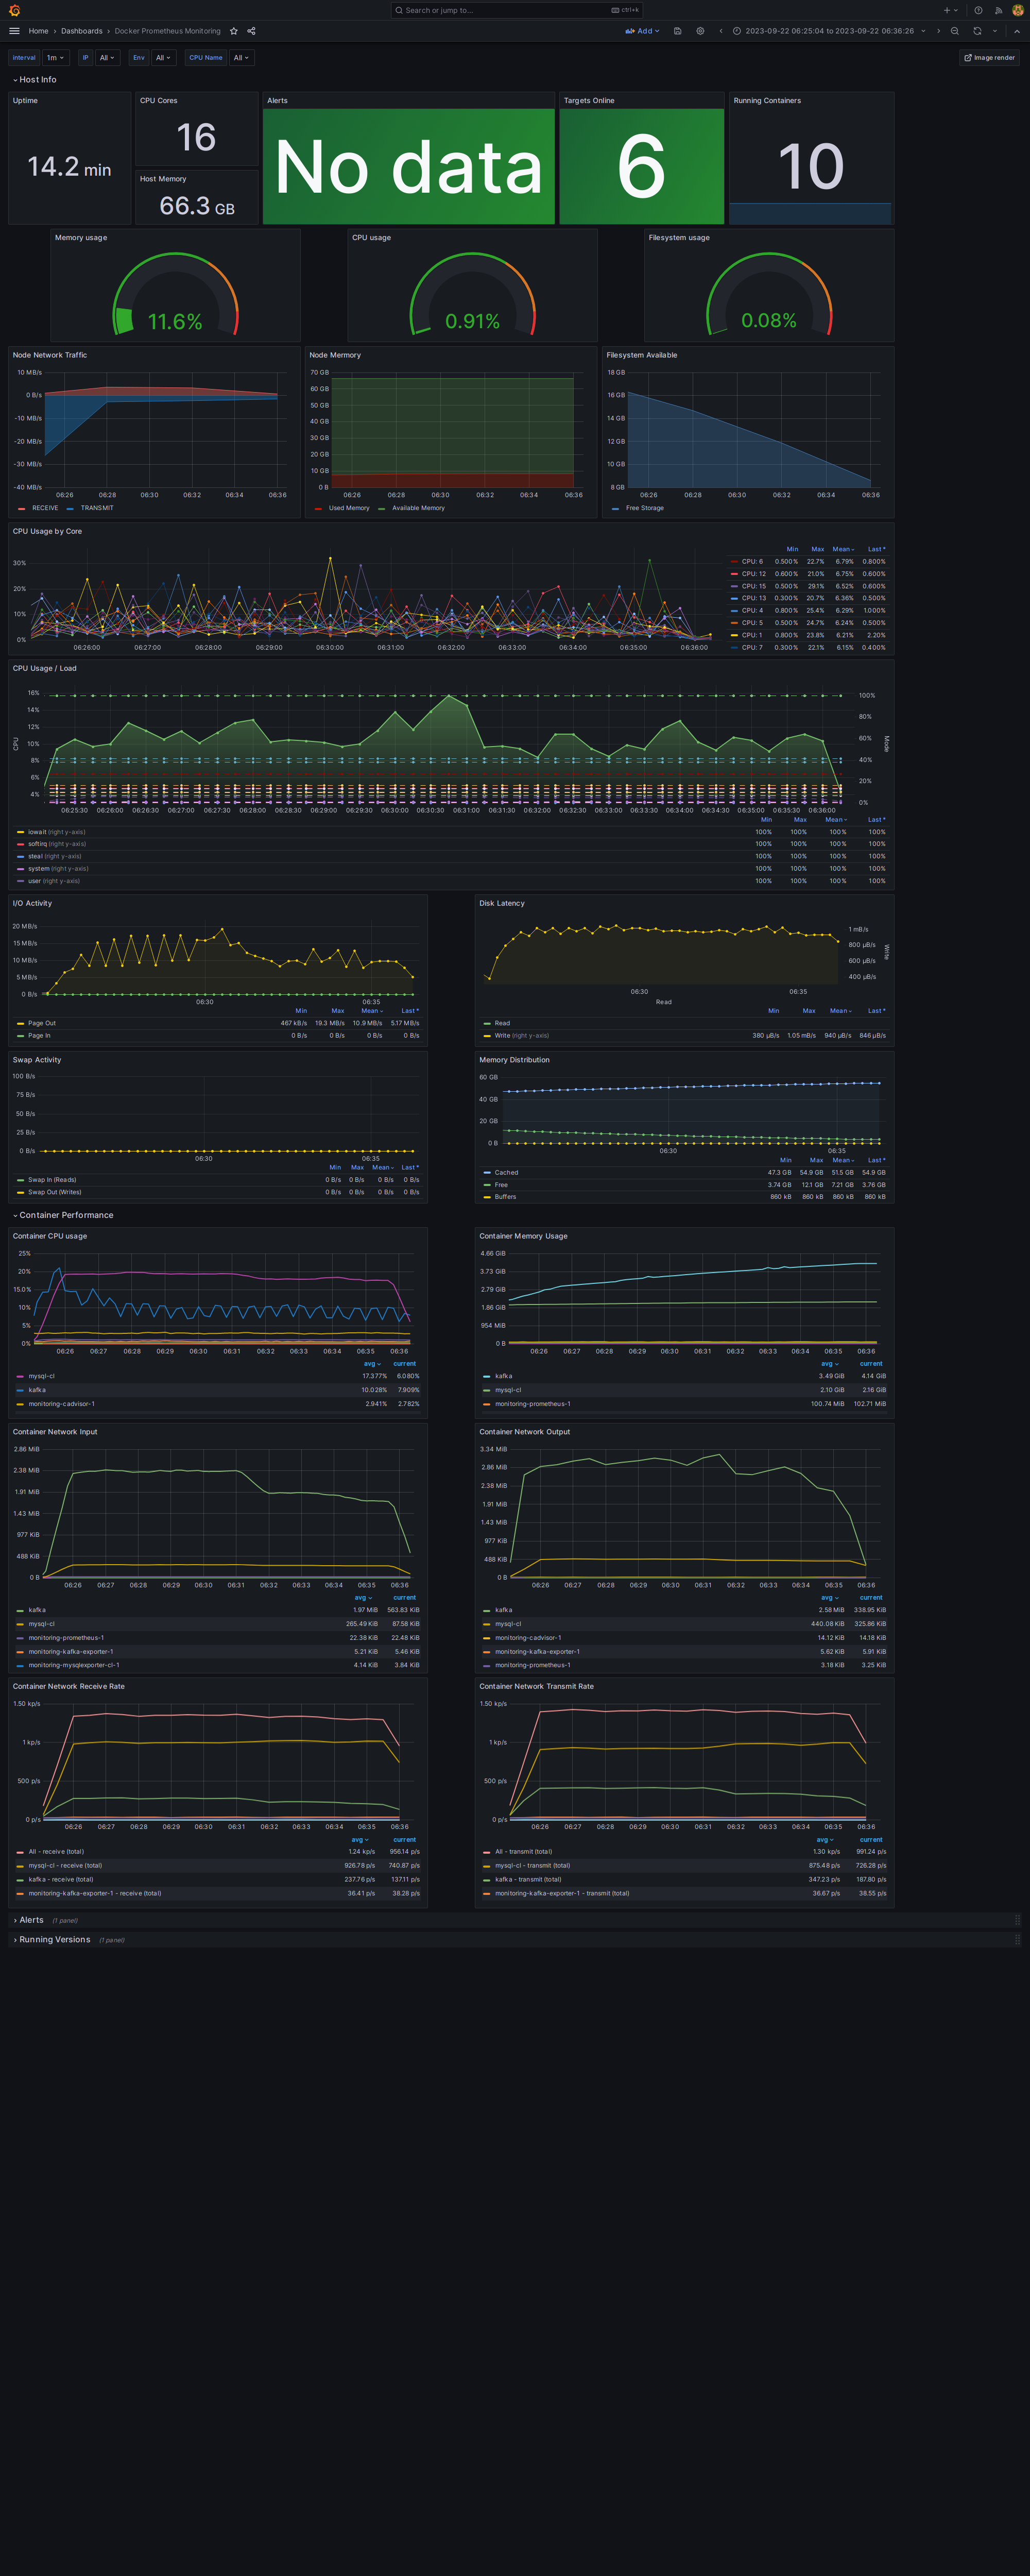 Search or jump to... ctrl+k
Home › Dashboards › Docker Prometheus Monitoring Add 2023-09-22 06:25:04 to 2023-09-22 06:36:26
Interval 1m IP All Env All CPU Name All Image render
Host Info
Uptime
14.2 min
CPU Cores
16
Host Memory
66.3 GB
Alerts
No data
Targets Online
6
Running Containers
10
Memory usage
11.6%
CPU usage
0.91%
Filesystem usage
0.08%
Node Network Traffic
10 MB/s
0 B/s
-10 MB/s
-20 MB/s
-30 MB/s
-40 MB/s
06:26 06:28 06:30 06:32 06:34 06:36
RECEIVE TRANSMIT
Node Mermory
70 GB
60 GB
50 GB
40 GB
30 GB
20 GB
10 GB
0 B
06:26 06:28 06:30 06:32 06:34 06:36
Used Memory Available Memory
Filesystem Available
18 GB
16 GB
14 GB
12 GB
10 GB
8 GB
06:26 06:28 06:30 06:32 06:34 06:36
Free Storage
CPU Usage by Core
30%
20%
10%
0%
06:26:00 06:27:00 06:28:00 06:29:00 06:30:00 06:31:00 06:32:00 06:33:00 06:34:00 06:35:00 06:36:00
Min Max Mean Last *
CPU: 6 0.500% 22.7% 6.79% 0.800%
CPU: 12 0.600% 21.0% 6.75% 0.600%
CPU: 15 0.500% 29.1% 6.52% 0.600%
CPU: 13 0.300% 20.7% 6.36% 0.500%
CPU: 4 0.800% 25.4% 6.29% 1.000%
CPU: 5 0.500% 24.7% 6.24% 0.500%
CPU: 1 0.800% 23.8% 6.21% 2.20%
CPU: 7 0.300% 22.1% 6.15% 0.400%
CPU Usage / Load
CPU
16%
14%
12%
10%
8%
6%
4%
100%
80%
60%
40%
20%
0%
Mode
06:25:30 06:26:00 06:26:30 06:27:00 06:27:30 06:28:00 06:28:30 06:29:00 06:29:30 06:30:00 06:30:30 06:31:00 06:31:30 06:32:00 06:32:30 06:33:00 06:33:30 06:34:00 06:34:30 06:35:00 06:35:30 06:36:00
Min Max Mean Last *
iowait (right y-axis) 100% 100% 100% 100%
softirq (right y-axis) 100% 100% 100% 100%
steal (right y-axis) 100% 100% 100% 100%
system (right y-axis) 100% 100% 100% 100%
user (right y-axis) 100% 100% 100% 100%
I/O Activity
20 MB/s
15 MB/s
10 MB/s
5 MB/s
0 B/s
06:30 06:35
Min Max Mean Last *
Page Out 467 kB/s 19.3 MB/s 10.9 MB/s 5.17 MB/s
Page In 0 B/s 0 B/s 0 B/s 0 B/s
Disk Latency
1 mB/s
800 µB/s
600 µB/s
400 µB/s
Write
06:30 06:35
Read
Min Max Mean Last *
Read
Write (right y-axis) 380 µB/s 1.05 mB/s 940 µB/s 846 µB/s
Swap Activity
100 B/s
75 B/s
50 B/s
25 B/s
0 B/s
06:30 06:35
Min Max Mean Last *
Swap In (Reads) 0 B/s 0 B/s 0 B/s 0 B/s
Swap Out (Writes) 0 B/s 0 B/s 0 B/s 0 B/s
Memory Distribution
60 GB
40 GB
20 GB
0 B
06:30 06:35
Min Max Mean Last *
Cached 47.3 GB 54.9 GB 51.5 GB 54.9 GB
Free 3.74 GB 12.1 GB 7.21 GB 3.76 GB
Buffers 860 kB 860 kB 860 kB 860 kB
Container Performance
Container CPU usage
25%
20%
15.0%
10%
5%
0%
06:26 06:27 06:28 06:29 06:30 06:31 06:32 06:33 06:34 06:35 06:36
avg current
mysql-cl 17.377% 6.080%
kafka 10.028% 7.909%
monitoring-cadvisor-1 2.941% 2.782%
Container Memory Usage
4.66 GiB
3.73 GiB
2.79 GiB
1.86 GiB
954 MiB
0 B
06:26 06:27 06:28 06:29 06:30 06:31 06:32 06:33 06:34 06:35 06:36
avg current
kafka 3.49 GiB 4.14 GiB
mysql-cl 2.10 GiB 2.16 GiB
monitoring-prometheus-1 100.74 MiB 102.71 MiB
Container Network Input
2.86 MiB
2.38 MiB
1.91 MiB
1.43 MiB
977 KiB
488 KiB
0 B
06:26 06:27 06:28 06:29 06:30 06:31 06:32 06:33 06:34 06:35 06:36
avg current
kafka 1.97 MiB 563.83 KiB
mysql-cl 265.49 KiB 87.58 KiB
monitoring-prometheus-1 22.38 KiB 22.48 KiB
monitoring-kafka-exporter-1 5.21 KiB 5.46 KiB
monitoring-mysqlexporter-cl-1 4.14 KiB 3.84 KiB
Container Network Output
3.34 MiB
2.86 MiB
2.38 MiB
1.91 MiB
1.43 MiB
977 KiB
488 KiB
0 B
06:26 06:27 06:28 06:29 06:30 06:31 06:32 06:33 06:34 06:35 06:36
avg current
kafka 2.58 MiB 338.95 KiB
mysql-cl 440.08 KiB 325.86 KiB
monitoring-cadvisor-1 14.12 KiB 14.18 KiB
monitoring-kafka-exporter-1 5.62 KiB 5.91 KiB
monitoring-prometheus-1 3.18 KiB 3.25 KiB
Container Network Receive Rate
1.50 kp/s
1 kp/s
500 p/s
0 p/s
06:26 06:27 06:28 06:29 06:30 06:31 06:32 06:33 06:34 06:35 06:36
avg current
All - receive (total) 1.24 kp/s 956.14 p/s
mysql-cl - receive (total) 926.78 p/s 740.87 p/s
kafka - receive (total) 237.76 p/s 137.11 p/s
monitoring-kafka-exporter-1 - receive (total) 36.41 p/s 38.28 p/s
Container Network Transmit Rate
1.50 kp/s
1 kp/s
500 p/s
0 p/s
06:26 06:27 06:28 06:29 06:30 06:31 06:32 06:33 06:34 06:35 06:36
avg current
All - transmit (total) 1.30 kp/s 991.24 p/s
mysql-cl - transmit (total) 875.48 p/s 726.28 p/s
kafka - transmit (total) 347.23 p/s 187.80 p/s
monitoring-kafka-exporter-1 - transmit (total) 36.67 p/s 38.55 p/s
Alerts (1 panel)
Running Versions (1 panel)